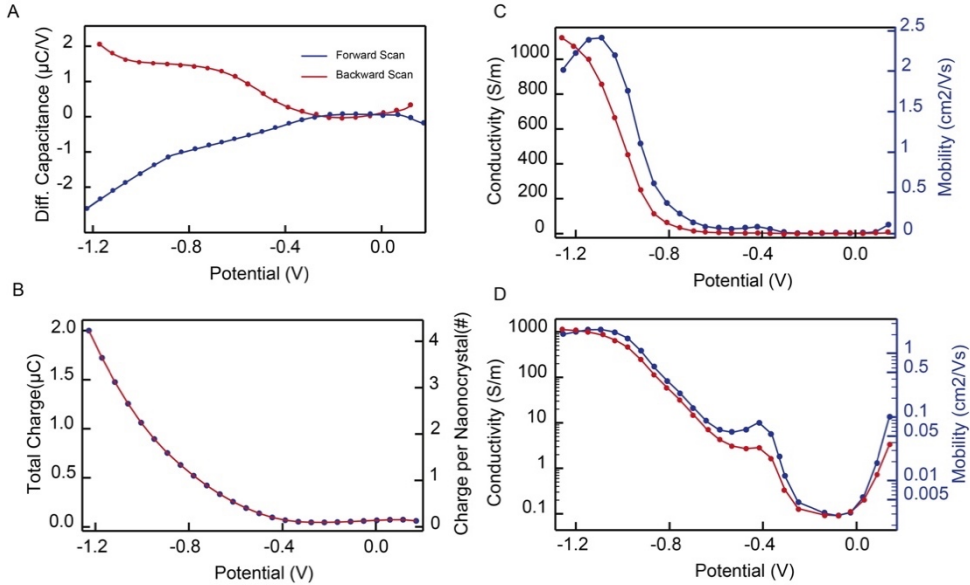 A
Diff. Capacitance (µC/V)
2
1
0
-1
-2
Forward Scan
Backward Scan
-1.2 -0.8 -0.4 0.0
Potential (V)
B
Total Charge(µC)
2.0
1.5
1.0
0.5
0.0
4
3
2
1
0
Charge per Naonocrystal(#)
-1.2 -0.8 -0.4 0.0
Potential (V)
C
Conductivity (S/m)
1000
800
600
400
200
0
2.5
2
1.5
1
0.5
0
Mobility (cm2/Vs)
-1.2 -0.8 -0.4 0.0
Potential (V)
D
Conductivity (S/m)
1000
100
10
1
0.1
1
0.5
0.1
0.05
0.01
0.005
Mobility (cm2/Vs)
-1.2 -0.8 -0.4 0.0
Potential (V)